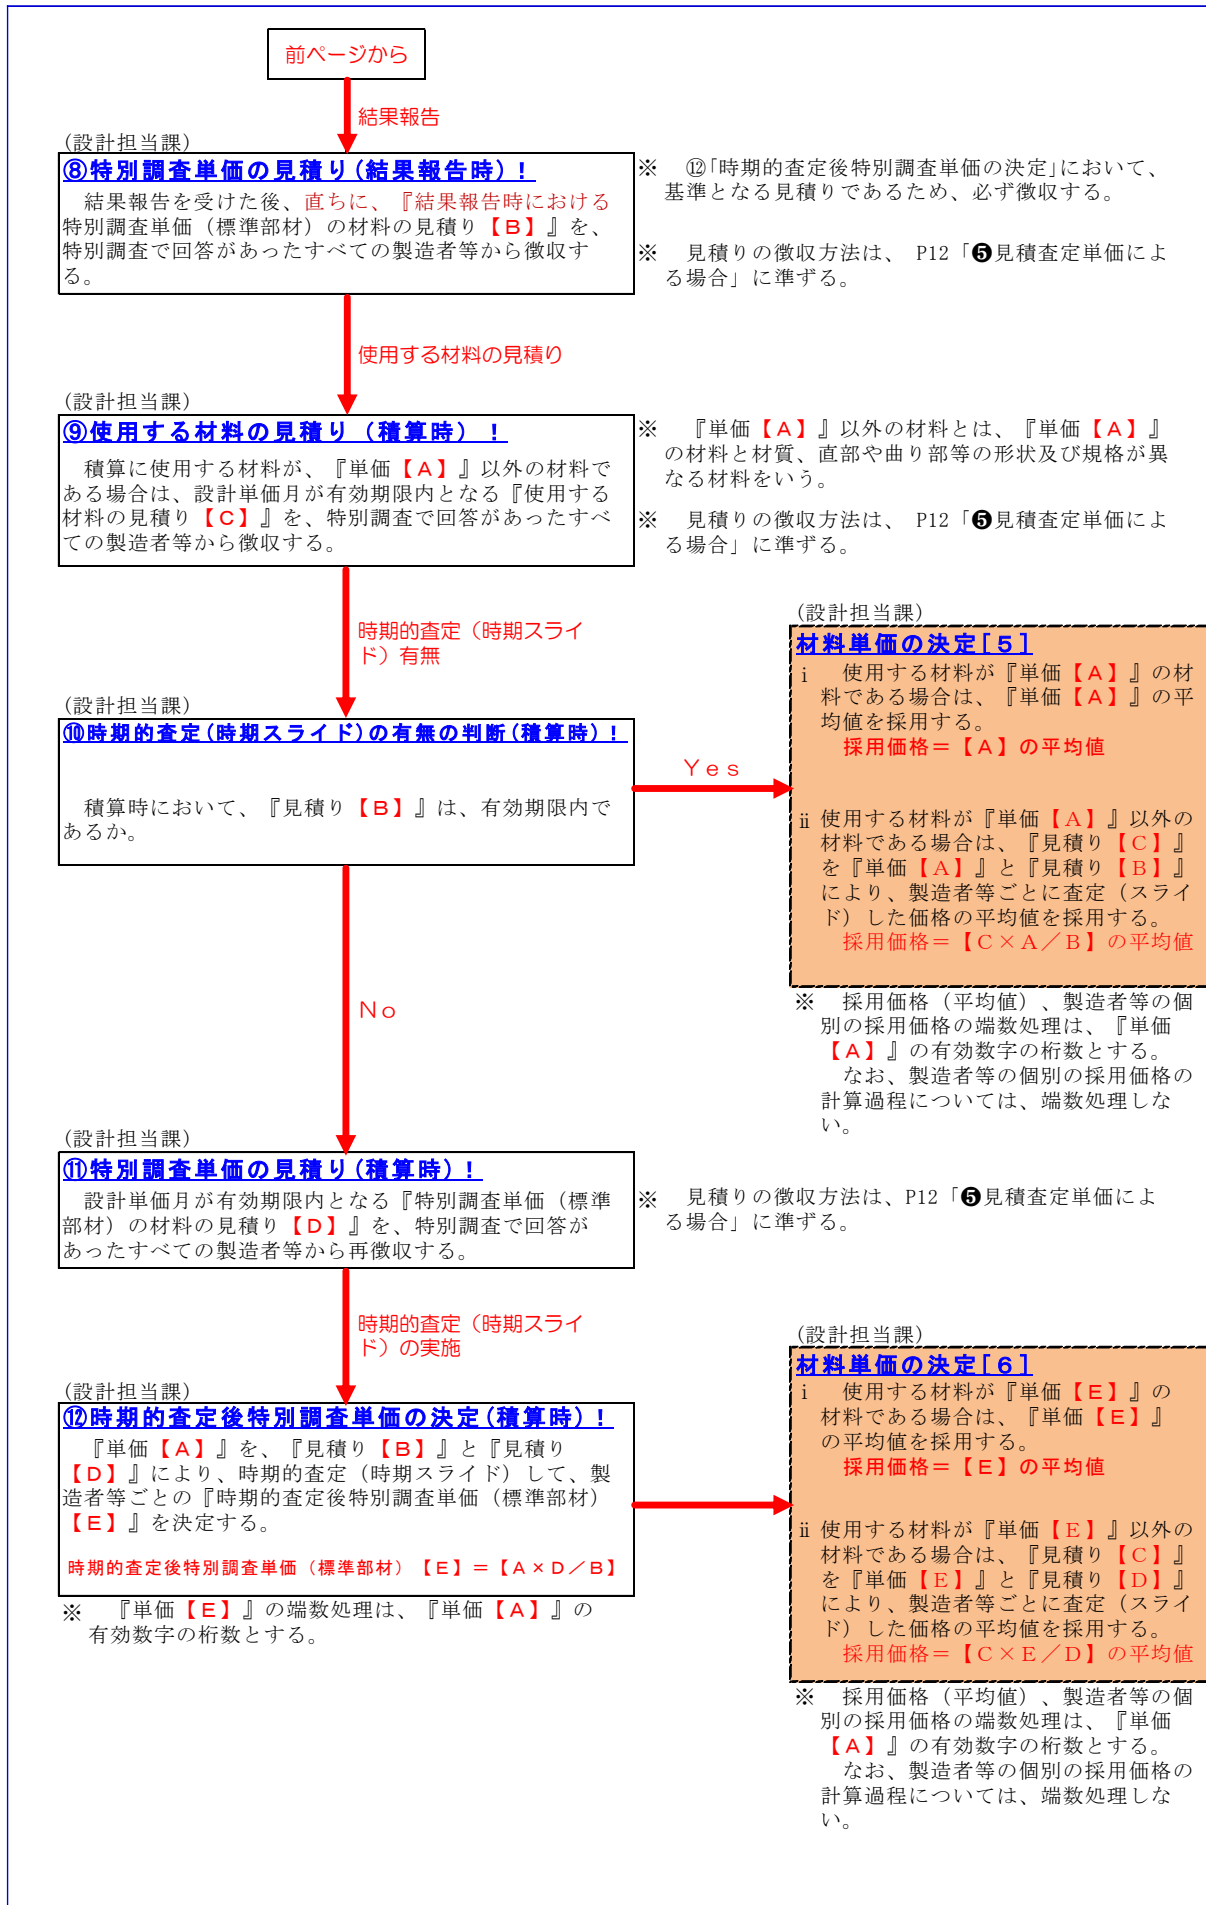 前ページから
結果報告
(設計担当課)
⑧特別調査単価の見積り(結果報告時)!
結果報告を受けた後、直ちに、『結果報告時における
特別調査単価（標準部材）の材料の見積り【B】』を、
特別調査で回答があったすべての製造者等から徴収す
る。
※　⑫｢時期的査定後特別調査単価の決定｣において、
基準となる見積りであるため、必ず徴収する。
※　見積りの徴収方法は、 P12「❺見積査定単価によ
る場合」に準ずる。
使用する材料の見積り
(設計担当課)
⑨使用する材料の見積り（積算時）！
積算に使用する材料が、『単価【A】』以外の材料で
ある場合は、設計単価月が有効期限内となる『使用する
材料の見積り【C】』を、特別調査で回答があったすべ
ての製造者等から徴収する。
※　『単価【A】』以外の材料とは、『単価【A】』
の材料と材質、直部や曲り部等の形状及び規格が異
なる材料をいう。
※　見積りの徴収方法は、 P12「❺見積査定単価によ
る場合」に準ずる。
時期的査定（時期スライ
ド）有無
(設計担当課)
⑩時期的査定(時期スライド)の有無の判断(積算時)!
積算時において、『見積り【B】』は、有効期限内で
あるか。
Yes
(設計担当課)
材料単価の決定[5]
ⅰ　使用する材料が『単価【A】』の材
料である場合は、『単価【A】』の平
均値を採用する。
採用価格＝【A】の平均値
ⅱ 使用する材料が『単価【A】』以外の
材料である場合は、『見積り【C】』
を『単価【A】』と『見積り【B】』
により、製造者等ごとに査定（スライ
ド）した価格の平均値を採用する。
採用価格＝【C×A／B】の平均値
※　採用価格（平均値）、製造者等の個
別の採用価格の端数処理は、『単価
【A】』の有効数字の桁数とする。
なお、製造者等の個別の採用価格の
計算過程については、端数処理しな
い。
No
(設計担当課)
⑪特別調査単価の見積り(積算時)!
設計単価月が有効期限内となる『特別調査単価（標準
部材）の材料の見積り【D】』を、特別調査で回答が
あったすべての製造者等から再徴収する。
※　見積りの徴収方法は、P12「❺見積査定単価によ
る場合」に準ずる。
時期的査定（時期スライ
ド）の実施
(設計担当課)
⑫時期的査定後特別調査単価の決定(積算時)!
『単価【A】』を、『見積り【B】』と『見積り
【D】』により、時期的査定（時期スライド）して、製
造者等ごとの『時期的査定後特別調査単価（標準部材）
【E】』を決定する。
時期的査定後特別調査単価（標準部材）【E】＝【A×D／B】
※　『単価【E】』の端数処理は、『単価【A】』の
有効数字の桁数とする。
(設計担当課)
材料単価の決定[6]
ⅰ　使用する材料が『単価【E】』の
材料である場合は、『単価【E】』
の平均値を採用する。
採用価格＝【E】の平均値
ⅱ 使用する材料が『単価【E】』以外の
材料である場合は、『見積り【C】』
を『単価【E】』と『見積り【D】』
により、製造者等ごとに査定（スライ
ド）した価格の平均値を採用する。
採用価格＝【C×E／D】の平均値
※　採用価格（平均値）、製造者等の個
別の採用価格の端数処理は、『単価
【A】』の有効数字の桁数とする。
なお、製造者等の個別の採用価格の
計算過程については、端数処理しな
い。